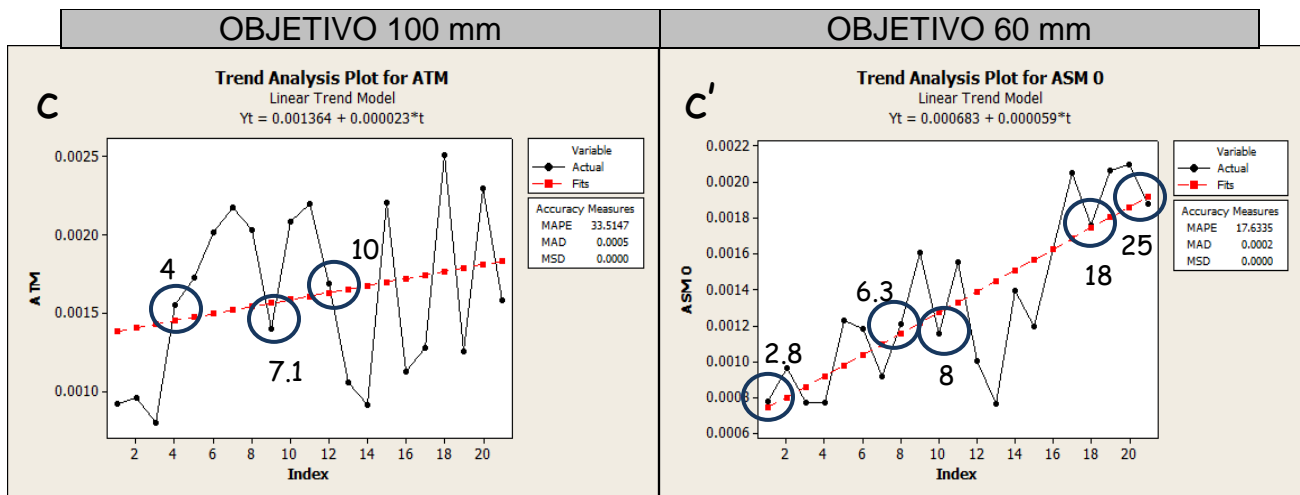 OBJETIVO 100 mm
OBJETIVO 60 mm
c
Trend Analysis Plot for ATM
Linear Trend Model
Yt = 0.001364 + 0.000023*t
0.0025
0.0020
0.0015
0.0010
ATM
4
7.1
10
2 4 6 8 10 12 14 16 18 20
Index
Variable
Actual
Fits
Accuracy Measures
MAPE 33.5147
MAD 0.0005
MSD 0.0000
c'
Trend Analysis Plot for ASM 0
Linear Trend Model
Yt = 0.000683 + 0.000059*t
0.0022
0.0020
0.0018
0.0016
0.0014
0.0012
0.0010
0.0008
0.0006
ASM 0
2.8
6.3
8
18
25
2 4 6 8 10 12 14 16 18 20
Index
Variable
Actual
Fits
Accuracy Measures
MAPE 17.6335
MAD 0.0002
MSD 0.0000